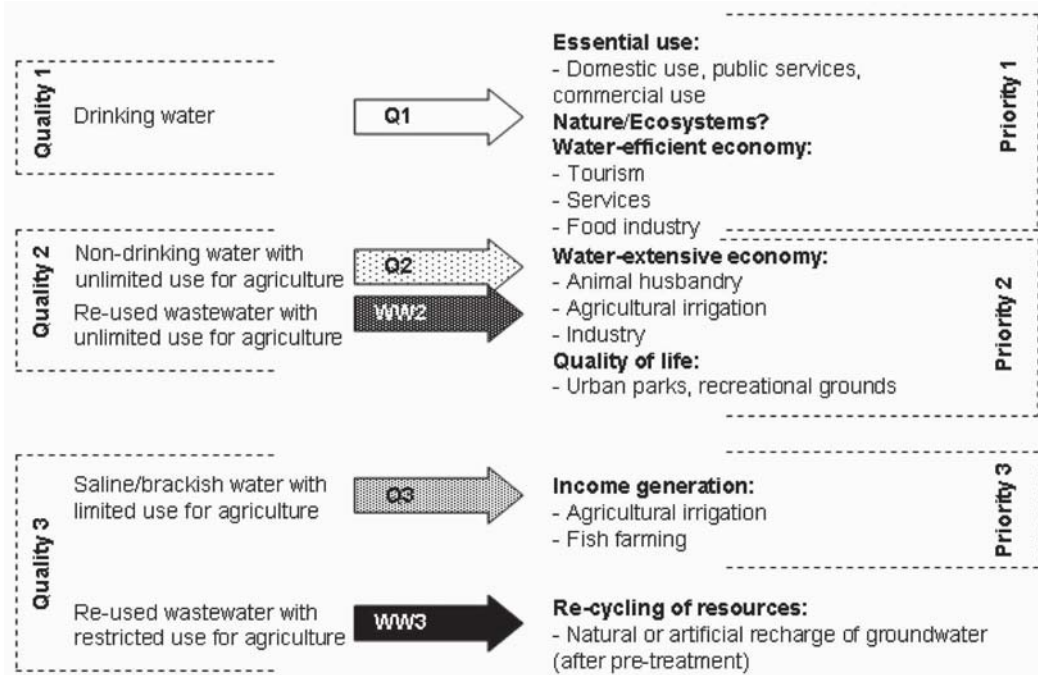 Quality 1
Drinking water
Q1
Essential use:
- Domestic use, public services,
commercial use
Nature/Ecosystems?
Water-efficient economy:
- Tourism
- Services
- Food industry
Priority 1
Quality 2
Non-drinking water with
unlimited use for agriculture
Q2
Re-used wastewater with
unlimited use for agriculture
WW2
Water-extensive economy:
- Animal husbandry
- Agricultural irrigation
- Industry
Quality of life:
- Urban parks, recreational grounds
Priority 2
Quality 3
Saline/brackish water with
limited use for agriculture
Q3
Income generation:
- Agricultural irrigation
- Fish farming
Priority 3
Re-used wastewater with
restricted use for agriculture
WW3
Re-cycling of resources:
- Natural or artificial recharge of groundwater
(after pre-treatment)